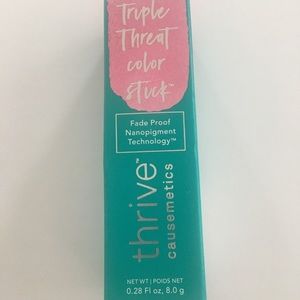 Triple
Threat
color
stick™
Fade Proof
Nanopigment
Technology™
thrive™
causemetics
NET WT | POIDS NET
0.28 Fl oz, 8.0 g